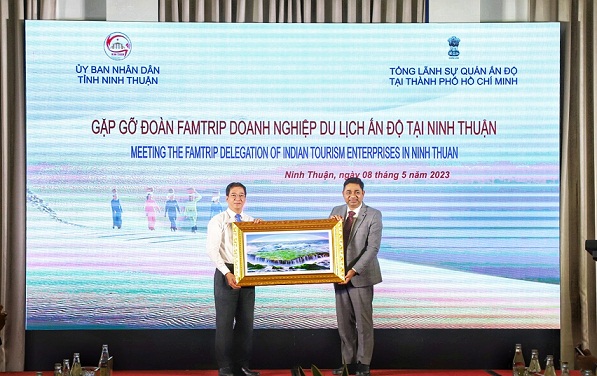 ỦY BAN NHÂN DÂN
TỈNH NINH THUẬN
TỔNG LÃNH SỰ QUÁN ẤN ĐỘ
TẠI THÀNH PHỐ HỒ CHÍ MINH
GẶP GỠ ĐOÀN FAMTRIP DOANH NGHIỆP DU LỊCH ẤN ĐỘ TẠI NINH THUẬN
MEETING THE FAMTRIP DELEGATION OF INDIAN TOURISM ENTERPRISES IN NINH THUAN
Ninh Thuận, ngày 08 tháng 5 năm 2023